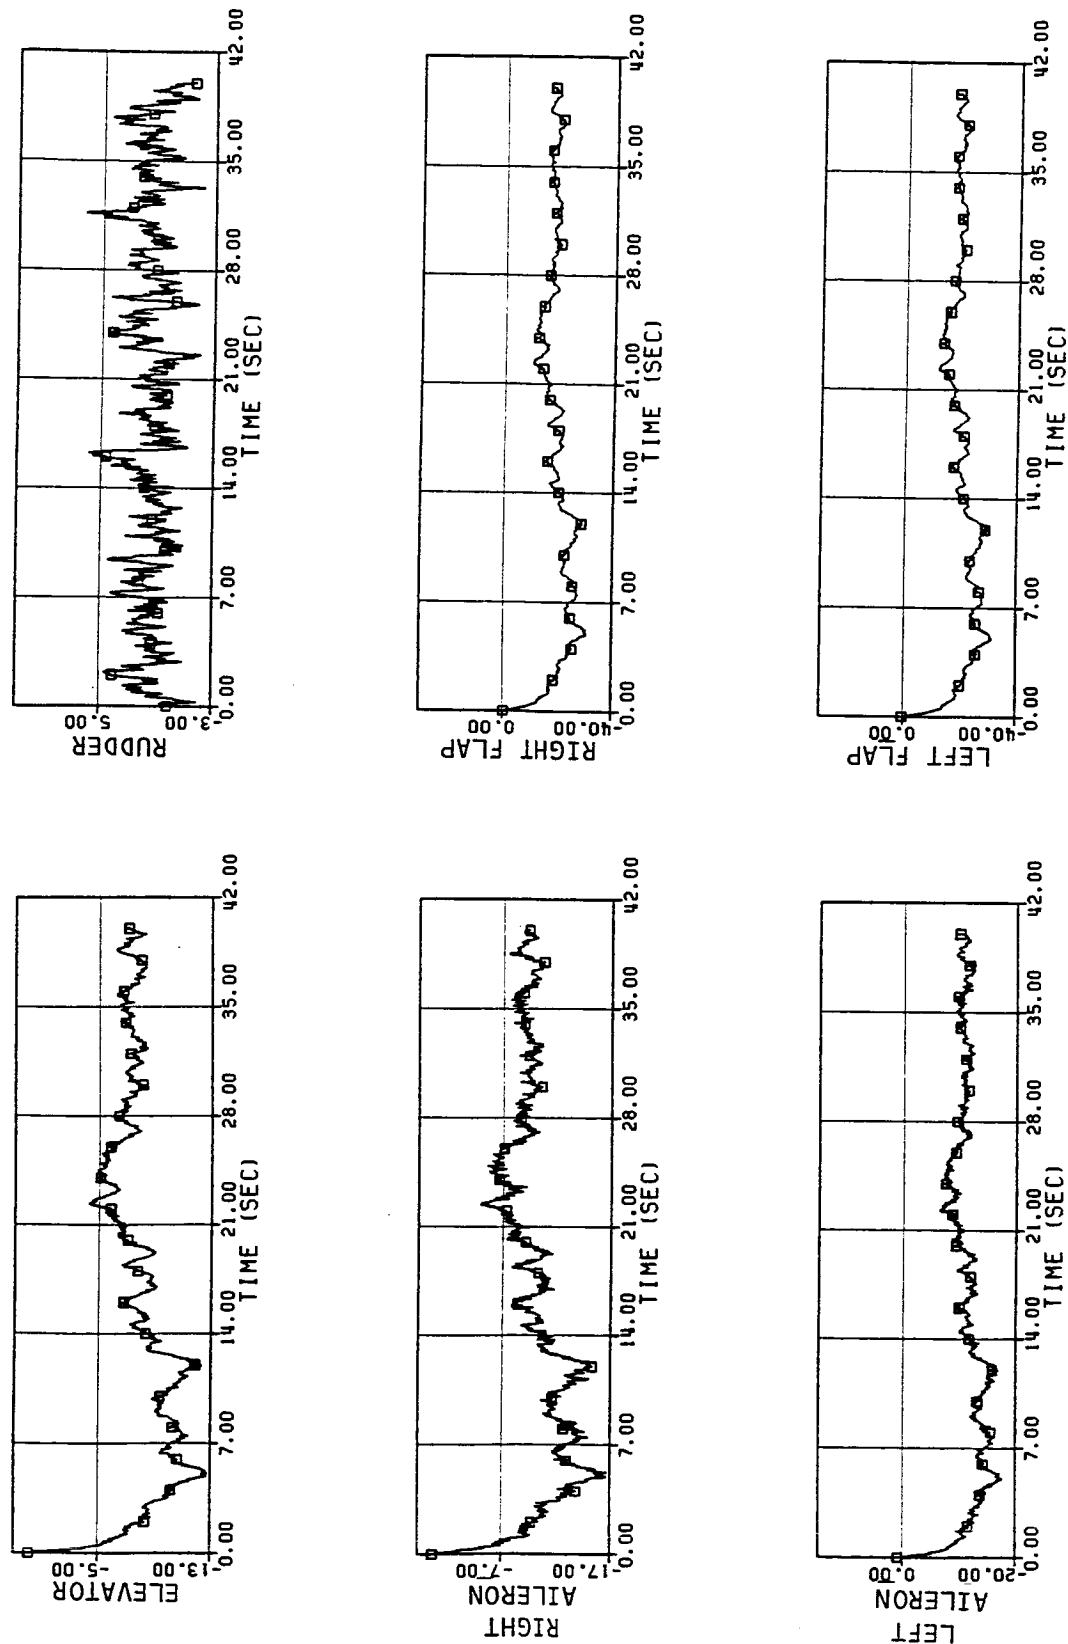 ELEVATOR
-5.00
-13.00
0.00 7.00 14.00 21.00 28.00 35.00 42.00
TIME (SEC)
RUDDER
5.00
-3.00
0.00 7.00 14.00 21.00 28.00 35.00 42.00
TIME (SEC)
RIGHT
AILERON
-7.00
-17.00
0.00 7.00 14.00 21.00 28.00 35.00 42.00
TIME (SEC)
RIGHT FLAP
0.00
-40.00
0.00 7.00 14.00 21.00 28.00 35.00 42.00
TIME (SEC)
LEFT
AILERON
0.00
-20.00
0.00 7.00 14.00 21.00 28.00 35.00 42.00
TIME (SEC)
LEFT FLAP
0.00
-40.00
0.00 7.00 14.00 21.00 28.00 35.00 42.00
TIME (SEC)